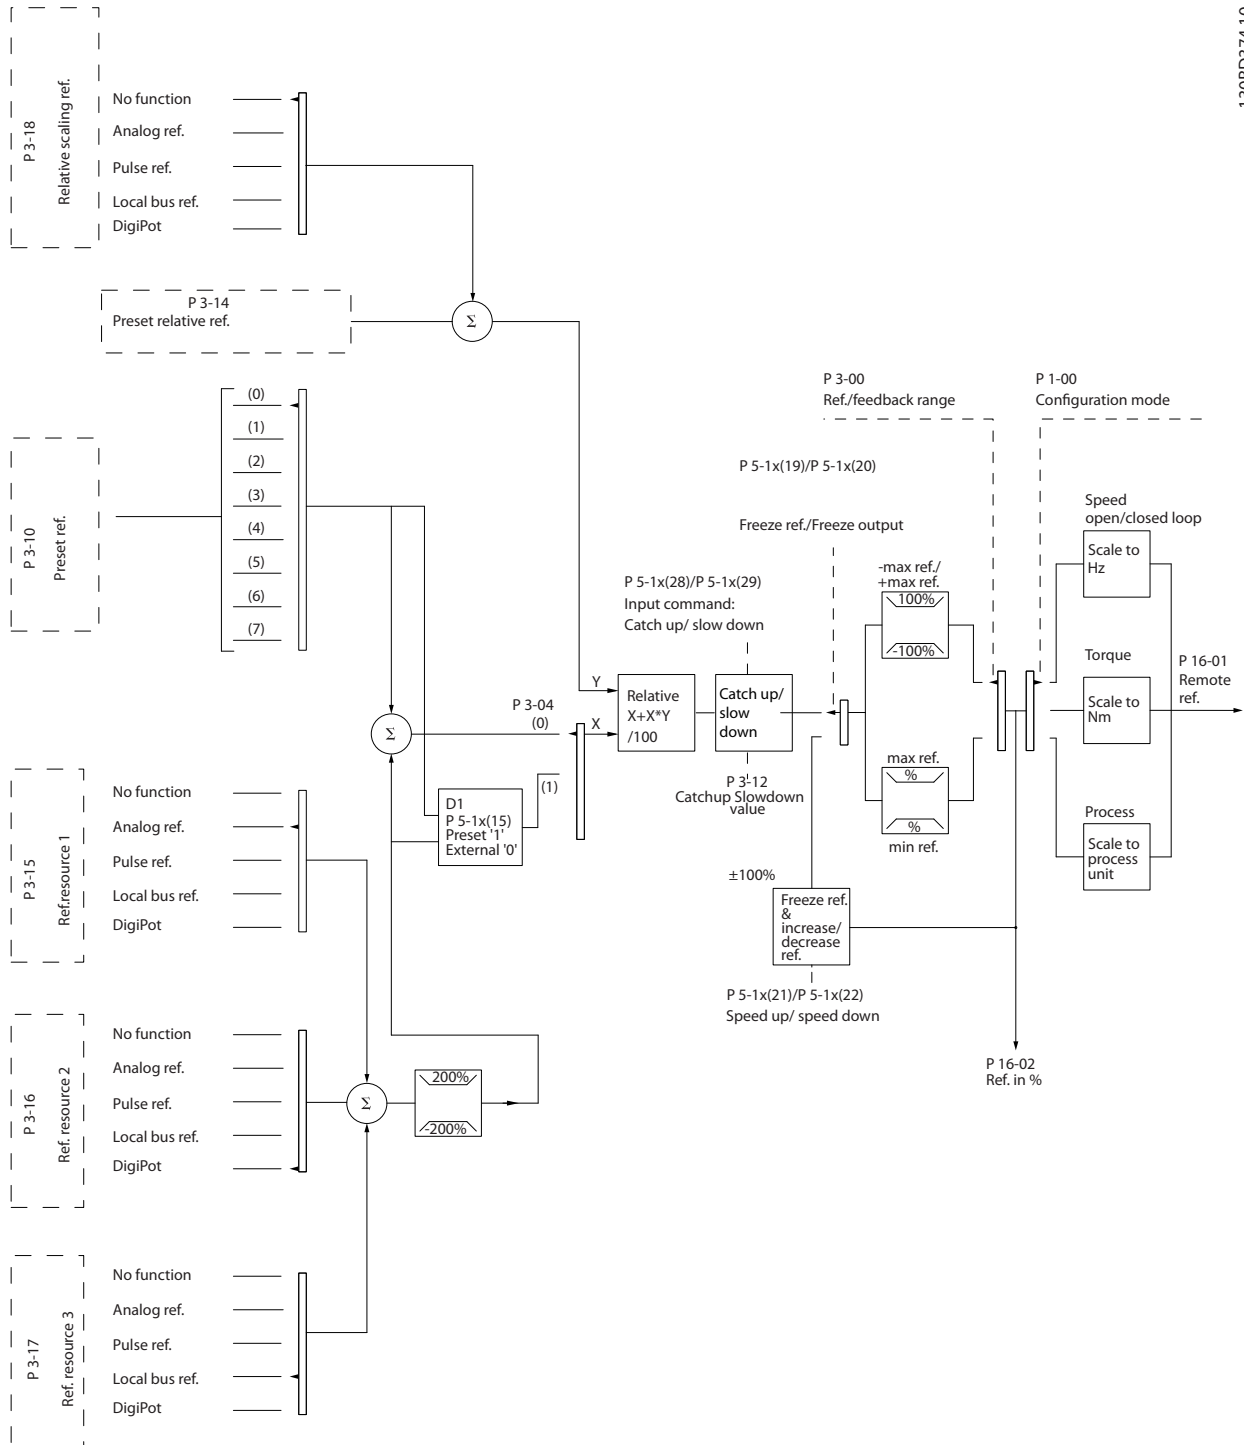 130BD374.10
P 3-18
Relative scaling ref.
No function
Analog ref.
Pulse ref.
Local bus ref.
DigiPot
P 3-14
Preset relative ref.
Σ
P 3-10
Preset ref.
(0)
(1)
(2)
(3)
(4)
(5)
(6)
(7)
P 3-00
Ref./feedback range
P 1-00
Configuration mode
P 5-1x(19)/P 5-1x(20)
Freeze ref./Freeze output
Speed
open/closed loop
Scale to
Hz
-max ref./
+max ref.
100%
-100%
P 5-1x(28)/P 5-1x(29)
Input command:
Catch up/ slow down
Y
X
Relative
X+X*Y
/100
Catch up/
slow
down
P 3-12
Catchup Slowdown
value
Torque
Scale to
Nm
P 16-01
Remote
ref.
P 3-04
(0)
(1)
Σ
D1
P 5-1x(15)
Preset '1'
External '0'
max ref.
%
%
min ref.
Process
Scale to
process
unit
±100%
Freeze ref.
&
increase/
decrease
ref.
P 5-1x(21)/P 5-1x(22)
Speed up/ speed down
P 16-02
Ref. in %
P 3-15
Ref.resource 1
No function
Analog ref.
Pulse ref.
Local bus ref.
DigiPot
P 3-16
Ref. resource 2
No function
Analog ref.
Pulse ref.
Local bus ref.
DigiPot
Σ
200%
-200%
P 3-17
Ref. resource 3
No function
Analog ref.
Pulse ref.
Local bus ref.
DigiPot